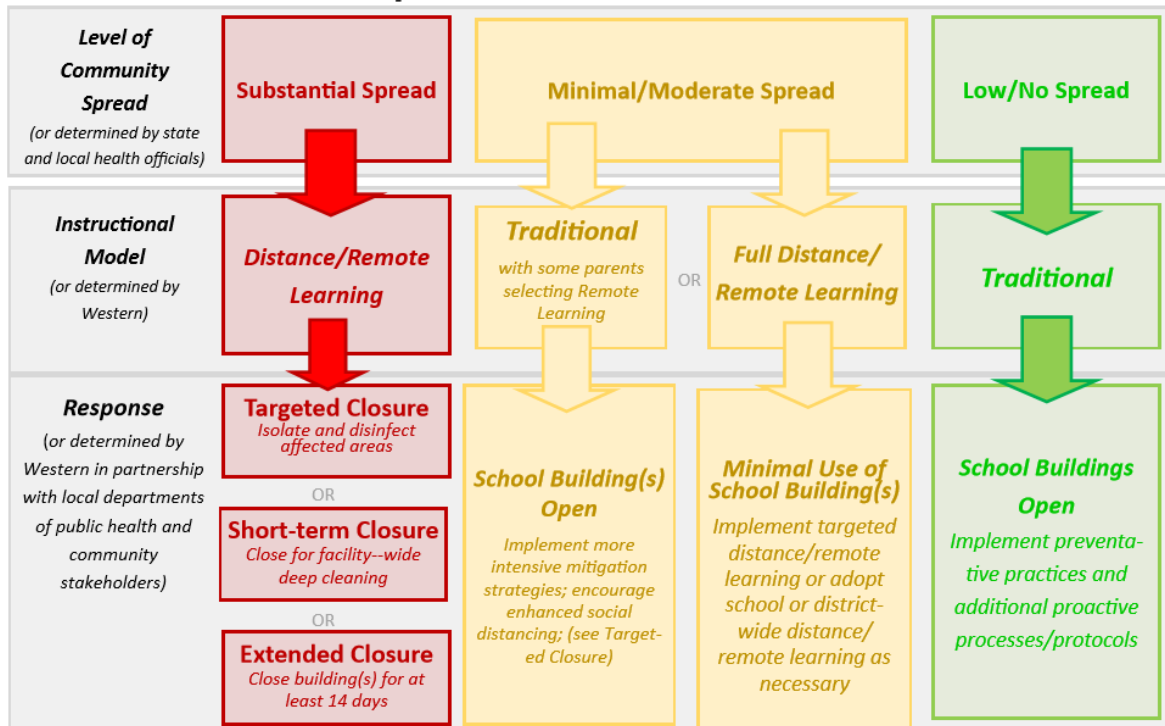 Level of
Community
Spread
(or determined by state
and local health officials)
Substantial Spread
Minimal/Moderate Spread
Low/No Spread
Instructional
Model
(or determined by
Western)
Distance/Remote
Learning
Traditional
with some parents
selecting Remote
Learning
OR
Full Distance/
Remote Learning
Traditional
Response
(or determined by
Western in partnership
with local departments
of public health and
community
stakeholders)
Targeted Closure
Isolate and disinfect
affected areas
OR
Short-term Closure
Close for facility--wide
deep cleaning
OR
Extended Closure
Close building(s) for at
least 14 days
School Building(s)
Open
Implement more
intensive mitigation
strategies; encourage
enhanced social
distancing; (see Target-
ed Closure)
Minimal Use of
School Building(s)
Implement targeted
distance/remote
learning or adopt
school or district-
wide distance/
remote learning as
necessary
School Buildings
Open
Implement preventa-
tive practices and
additional proactive
processes/protocols